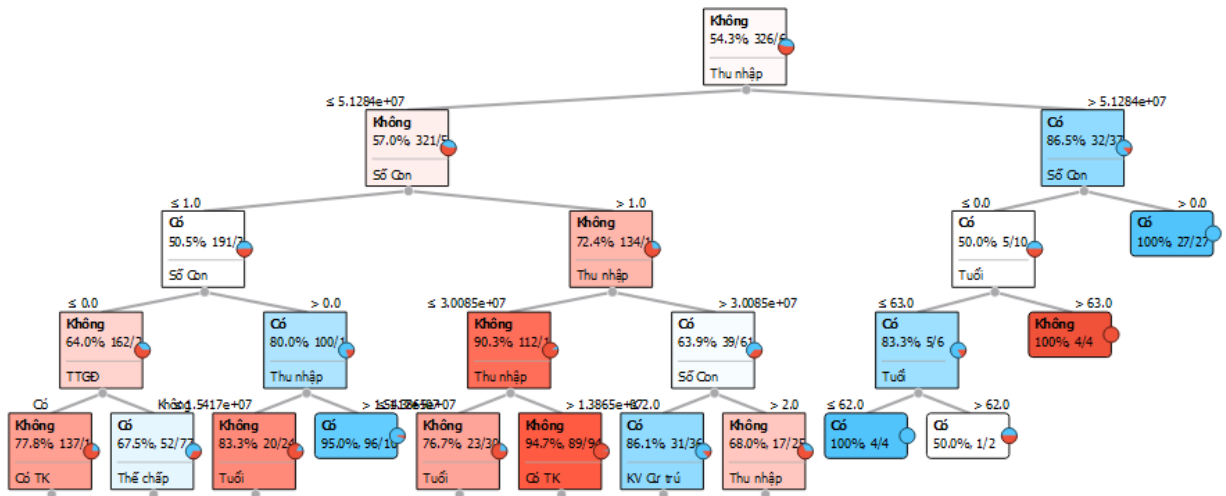 Không
54.3%, 326/6
Thu nhập
≤ 5.1284e+07
> 5.1284e+07
Không
57.0%, 321/5
Số Con
Có
86.5%, 32/37
Số Con
≤ 1.0
> 1.0
≤ 0.0
> 0.0
Có
50.5%, 191/3
Số Con
Không
72.4%, 134/1
Thu nhập
Có
50.0%, 5/10
Tuổi
Có
100%, 27/27
≤ 0.0
> 0.0
≤ 3.0085e+07
> 3.0085e+07
≤ 63.0
> 63.0
Không
64.0%, 162/2
TTGĐ
Có
80.0%, 100/1
Thu nhập
Không
90.3%, 112/1
Thu nhập
Có
63.9%, 39/61
Số Con
Có
83.3%, 5/6
Tuổi
Không
100%, 4/4
Có
Không
≤ 1.5417e+07
> 1.3865e+07
≤ 2.0
> 2.0
≤ 62.0
> 62.0
Không
77.8%, 137/1
Có TK
Có
67.5%, 52/77
Thế chấp
Không
83.3%, 20/24
Tuổi
Có
95.0%, 96/10
Không
76.7%, 23/30
Tuổi
Không
94.7%, 89/94
Có TK
Có
86.1%, 31/36
KV Cư trú
Không
68.0%, 17/25
Thu nhập
Có
100%, 4/4
Có
50.0%, 1/2